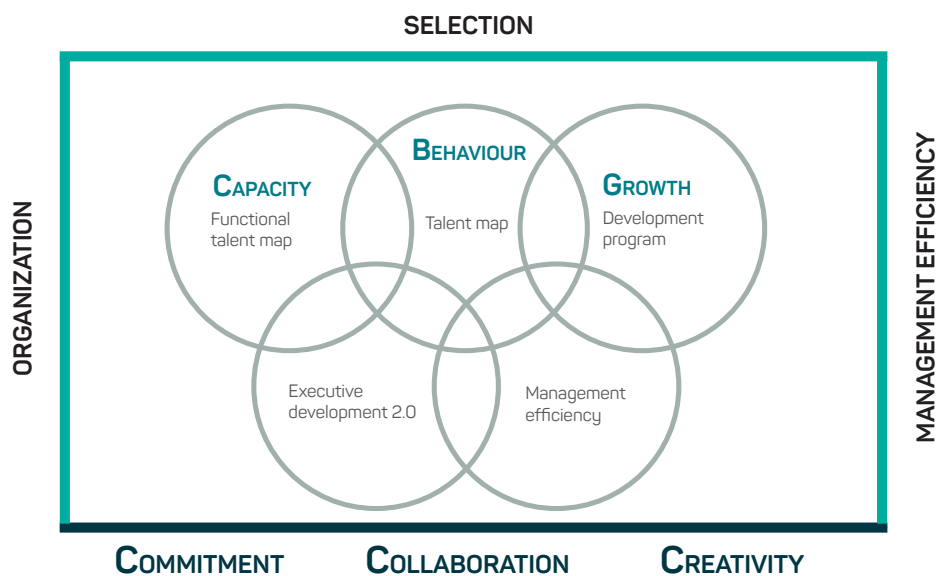 SELECTION
ORGANIZATION
MANAGEMENT EFFICIENCY
CAPACITY
Functional
talent map
BEHAVIOUR
Talent map
GROWTH
Development
program
Executive
development 2.0
Management
efficiency
COMMITMENT
COLLABORATION
CREATIVITY